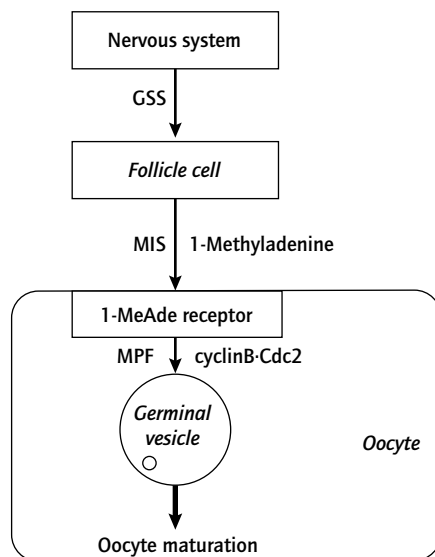 Nervous system
GSS
Follicle cell
MIS 1-Methyladenine
1-MeAde receptor
MPF cyclinB·Cdc2
Germinal
vesicle
Oocyte
Oocyte maturation